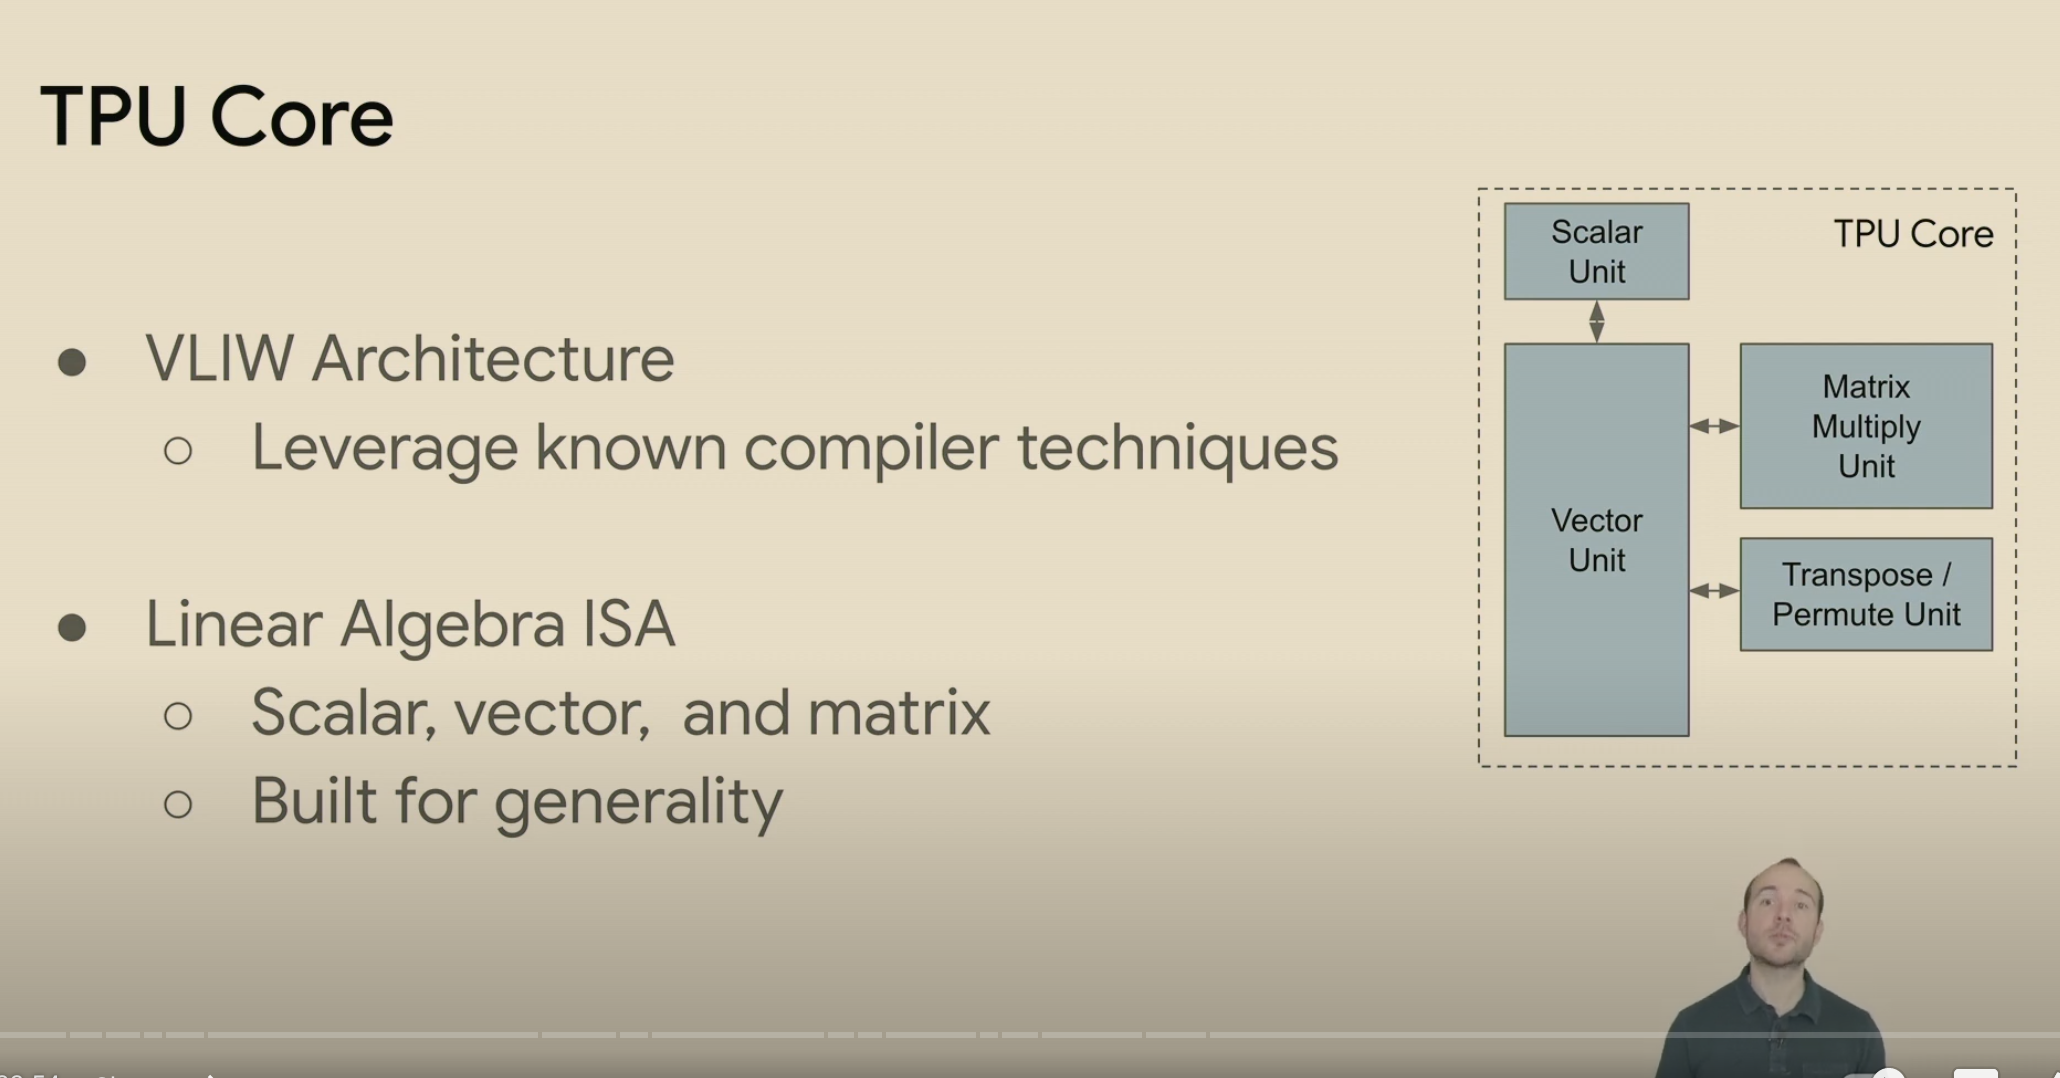 TPU Core
VLIW Architecture
Leverage known compiler techniques
Linear Algebra ISA
Scalar, vector, and matrix
Built for generality
TPU Core
Scalar
Unit
Vector
Unit
Matrix
Multiply
Unit
Transpose /
Permute Unit